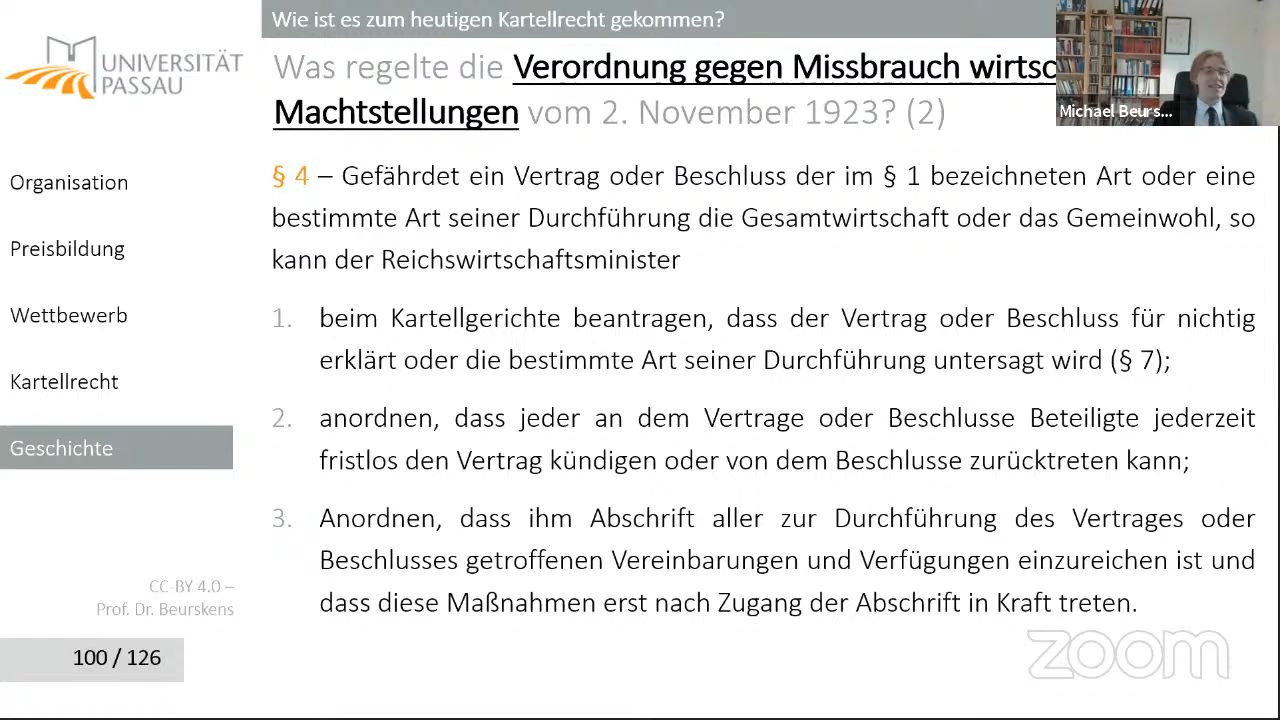 Wie ist es zum heutigen Kartellrecht gekommen?
UNIVERSITÄT
PASSAU
Was regelte die Verordnung gegen Missbrauch
Machtstellungen vom 2. November 1923? (2)
Michael Beurs...
Organisation
Preisbildung
Wettbewerb
Kartellrecht
Geschichte
§ 4 – Gefährdet ein Vertrag oder Beschluss der im § 1 bezeichneten Art oder eine
bestimmte Art seiner Durchführung die Gesamtwirtschaft oder das Gemeinwohl, so
kann der Reichswirtschaftsminister
1. beim Kartellgerichte beantragen, dass der Vertrag oder Beschluss für nichtig
erklärt oder die bestimmte Art seiner Durchführung untersagt wird (§ 7);
2. anordnen, dass jeder an dem Vertrage oder Beschlusse Beteiligte jederzeit
fristlos den Vertrag kündigen oder von dem Beschlusse zurücktreten kann;
3. Anordnen, dass ihm Abschrift aller zur Durchführung des Vertrages oder
Beschlusses getroffenen Vereinbarungen und Verfügungen einzureichen ist und
dass diese Maßnahmen erst nach Zugang der Abschrift in Kraft treten.
CC-BY 4.0 –
Prof. Dr. Beurskens
100 / 126
zoom